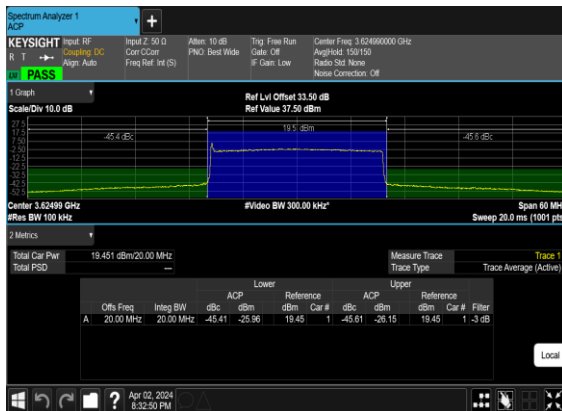 Spectrum Analyzer 1
ACP
KEYSIGHT Input: RF Input Z: 50 Ω Atten: 10 dB Trig: Free Run Center Freq: 3.624990000 GHz
R T Coupling: DC Corr CCorr PNO: Best Wide Gate: Off Avg|Hold: 150/150
Align: Auto Freq Ref: Int (S) IF Gain: Low Radio Std: None
PASS Noise Correction: Off
1 Graph Ref Lvl Offset 33.50 dB
Scale/Div 10.0 dB Ref Value 37.50 dBm
27.5 19.5 dBm
17.5
7.50 -45.4 dBc -45.6 dBc
-2.50
-12.5
-22.5
-32.5
-42.5
-52.5
Center 3.62499 GHz #Video BW 300.00 kHz* Span 60 MH
#Res BW 100 kHz Sweep 20.0 ms (1001 pts
2 Metrics
Total Car Pwr 19.451 dBm/20.00 MHz Measure Trace Trace 1
Total PSD --- Trace Type Trace Average (Active)
Lower Upper
ACP Reference ACP Reference
Offs Freq Integ BW dBc dBm dBm Car # dBc dBm dBm Car # Filter
A 20.00 MHz 20.00 MHz -45.41 -25.96 19.45 1 -45.61 -26.15 19.45 1 -3 dB
Local
? Apr 02, 2024
8:32:50 PM